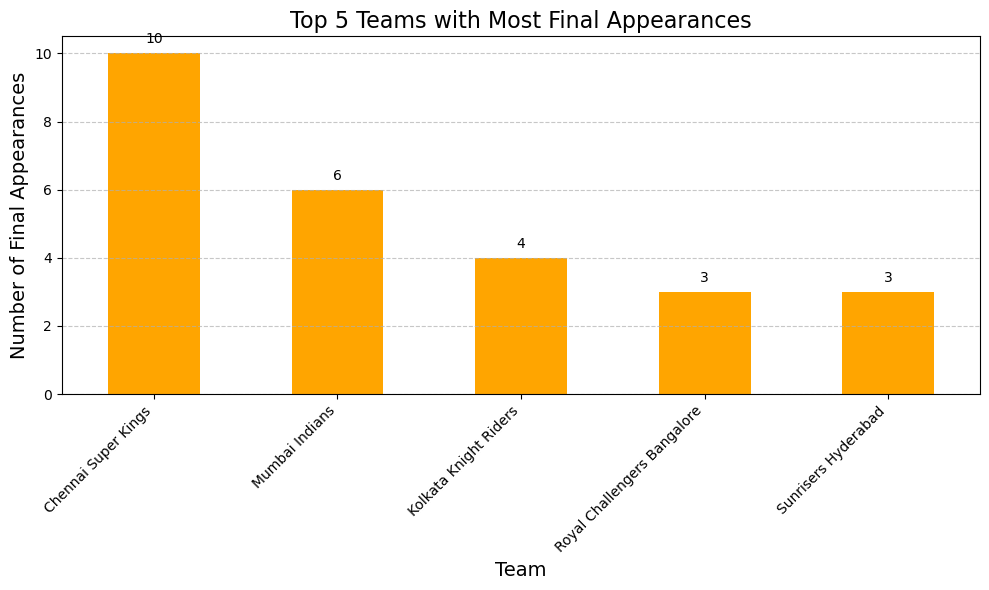 Top 5 Teams with Most Final Appearances
Number of Final Appearances
10
8
6
4
2
0
10
6
4
3
3
Chennai Super Kings
Mumbai Indians
Kolkata Knight Riders
Royal Challengers Bangalore
Sunrisers Hyderabad
Team